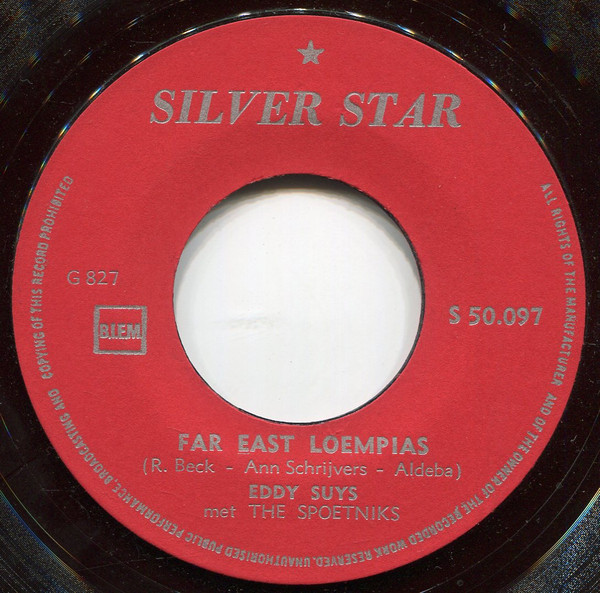 SILVER STAR
G 827
B.I.E.M.
S 50.097
FAR EAST LOEMPIAS
(R. Beck - Ann Schrijvers - Aldeba)
EDDY SUYS
met THE SPOETNIKS
ALL RIGHTS OF THE MANUFACTURER AND OF THE OWNER OF THE RECORDED WORK RESERVED. UNAUTHORISED PUBLIC PERFORMANCE, BROADCASTING AND COPYING OF THIS RECORD PROHIBITED